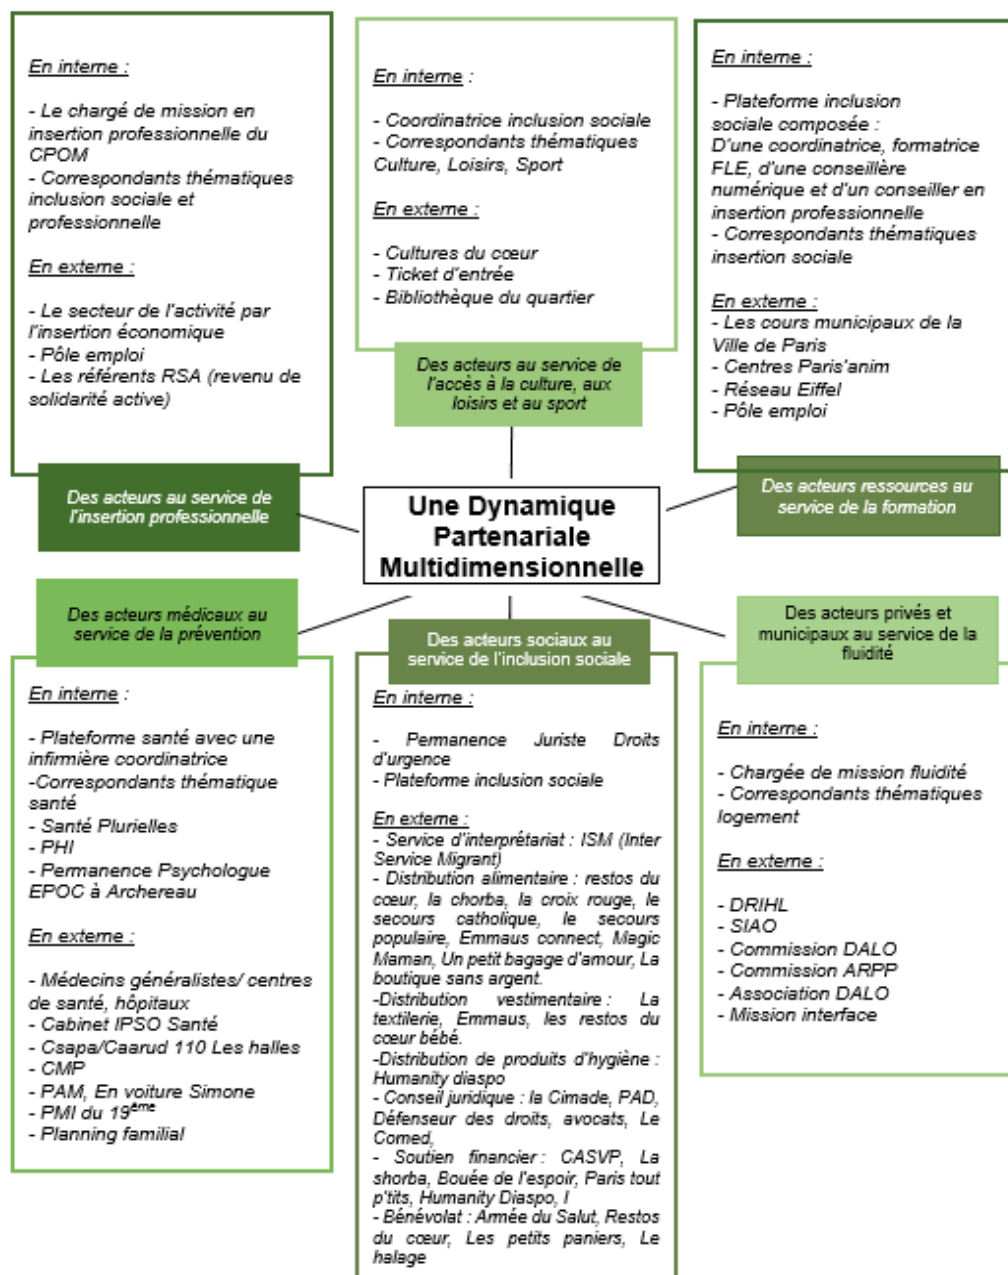 En interne :
- Le chargé de mission en
insertion professionnelle du
CPOM
- Correspondants thématiques
inclusion sociale et
professionnelle
En externe :
- Le secteur de l'activité par
l'insertion économique
- Pôle emploi
- Les référents RSA (revenu de
solidarité active)
Des acteurs au service de
l'insertion professionnelle
En interne :
- Coordinatrice inclusion sociale
- Correspondants thématiques
Culture, Loisirs, Sport
En externe :
- Cultures du cœur
- Ticket d'entrée
- Bibliothèque du quartier
Des acteurs au service de
l'accès à la culture, aux
loisirs et au sport
En interne :
- Plateforme inclusion
sociale composée :
D'une coordinatrice, formatrice
FLE, d'une conseillère
numérique et d'un conseiller en
insertion professionnelle
- Correspondants thématiques
insertion sociale
En externe :
- Les cours municipaux de la
Ville de Paris
- Centres Paris'anim
- Réseau Eiffel
- Pôle emploi
Des acteurs ressources au
service de la formation
Une Dynamique
Partenariale
Multidimensionnelle
Des acteurs médicaux au
service de la prévention
En interne :
- Plateforme santé avec une
infirmière coordinatrice
-Correspondants thématique
santé
- Santé Plurielles
- PHI
- Permanence Psychologue
EPOC à Archereau
En externe :
- Médecins généralistes/ centres
de santé, hôpitaux
- Cabinet IPSO Santé
- Csapa/Caarud 110 Les halles
- CMP
- PAM, En voiture Simone
- PMI du 19ème
- Planning familial
Des acteurs sociaux au
service de l'inclusion sociale
En interne :
- Permanence Juriste Droits
d'urgence
- Plateforme inclusion sociale
En externe :
- Service d'interprétariat : ISM (Inter
Service Migrant)
- Distribution alimentaire : restos du
cœur, la chorba, la croix rouge, le
secours catholique, le secours
populaire, Emmaus connect, Magic
Maman, Un petit bagage d'amour, La
boutique sans argent.
-Distribution vestimentaire : La
textilerie, Emmaus, les restos du
cœur bébé.
-Distribution de produits d'hygiène :
Humanity diaspo
- Conseil juridique : la Cimade, PAD,
Défenseur des droits, avocats, Le
Comed,
- Soutien financier : CASVP, La
shorba, Bouée de l'espoir, Paris tout
p'tits, Humanity Diaspo, I
- Bénévolat : Armée du Salut, Restos
du cœur, Les petits paniers, Le
halage
Des acteurs privés et
municipaux au service de la
fluidité
En interne :
- Chargée de mission fluidité
- Correspondants thématiques
logement
En externe :
- DRIHL
- SIAO
- Commission DALO
- Commission ARPP
- Association DALO
- Mission interface